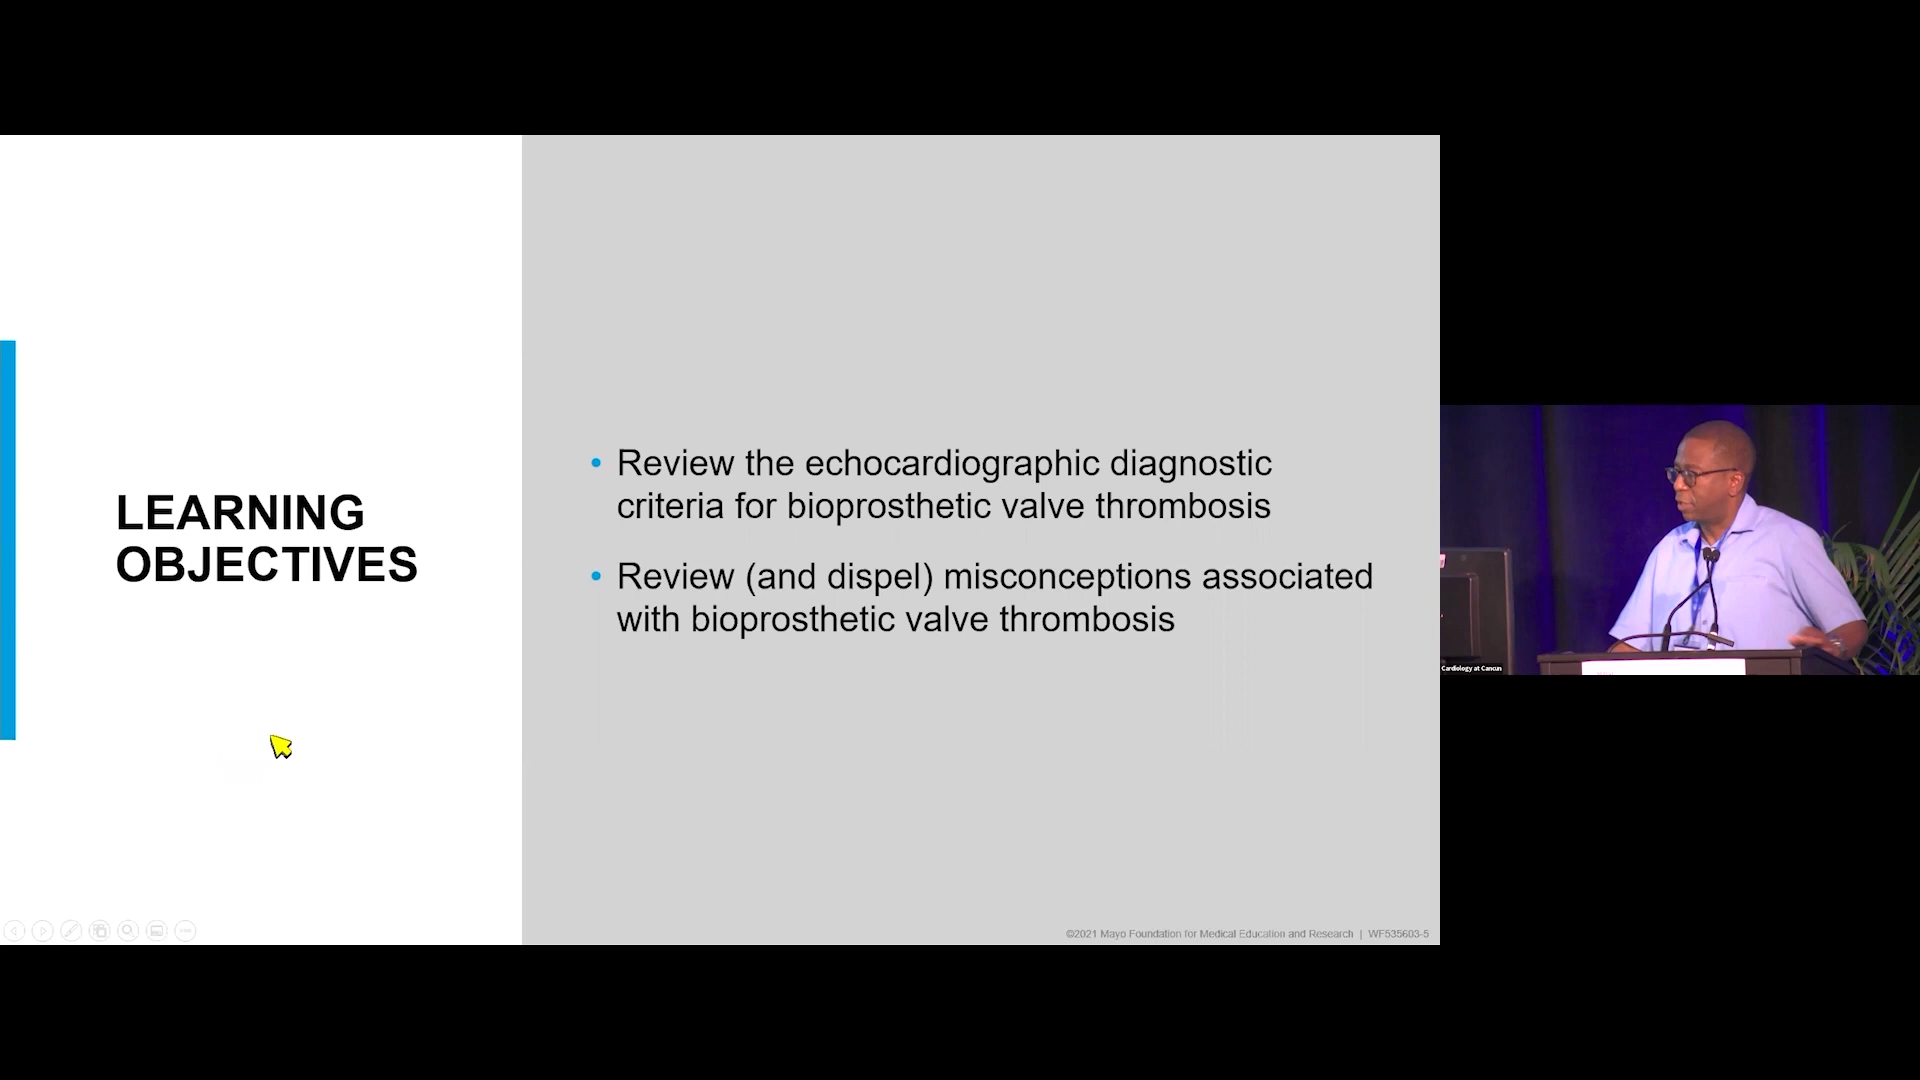 LEARNING
OBJECTIVES
• Review the echocardiographic diagnostic
criteria for bioprosthetic valve thrombosis
• Review (and dispel) misconceptions associated
with bioprosthetic valve thrombosis
©2021 Mayo Foundation for Medical Education and Research | WF535603-5
Cardiology at Cancun